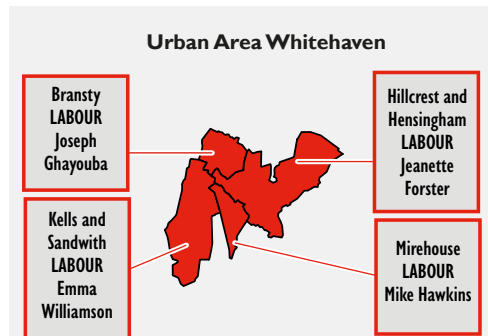 Urban Area Whitehaven
Bransty
LABOUR
Joseph
Ghayouba
Hillcrest and
Hensingham
LABOUR
Jeanette
Forster
Kells and
Sandwith
LABOUR
Emma
Williamson
Mirehouse
LABOUR
Mike Hawkins